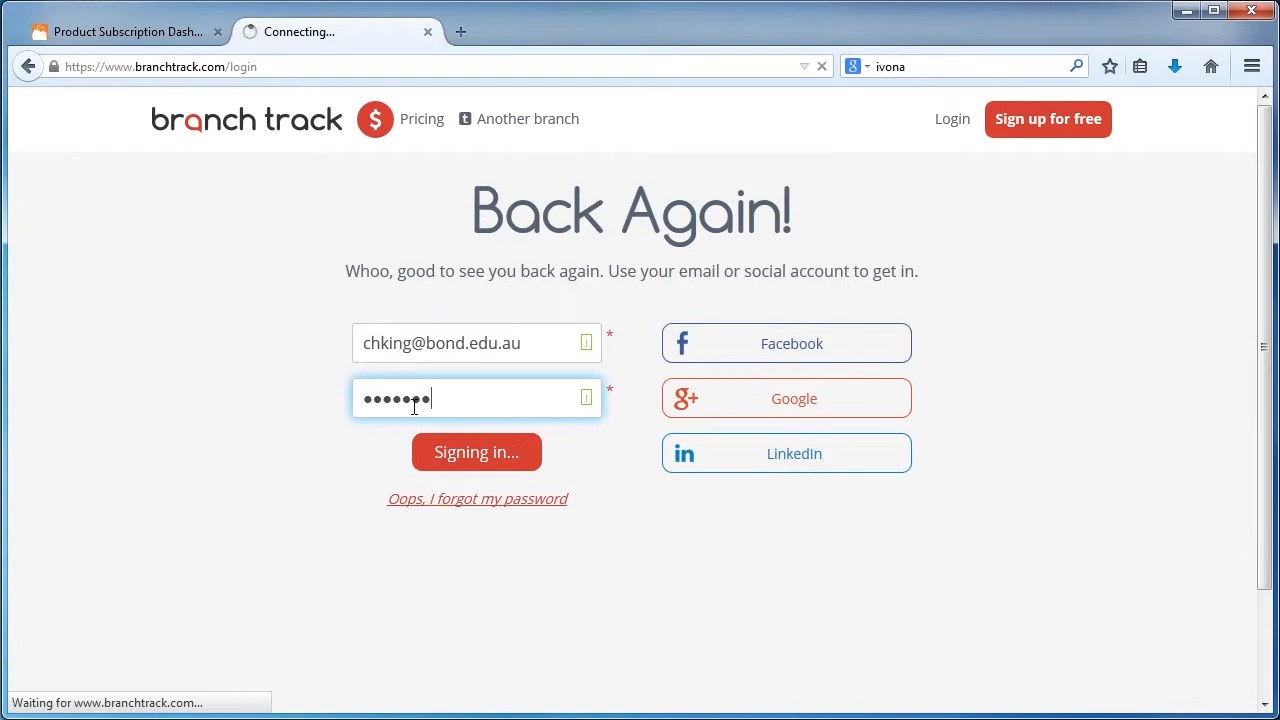 Product Subscription Dash...
Connecting...
https://www.branchtrack.com/login
ivona
branch track
$
Pricing
Another branch
Login
Sign up for free
Back Again!
Whoo, good to see you back again. Use your email or social account to get in.
chking@bond.edu.au
*
Facebook
•••••••
*
Google
Signing in...
LinkedIn
Oops, I forgot my password
Waiting for www.branchtrack.com...